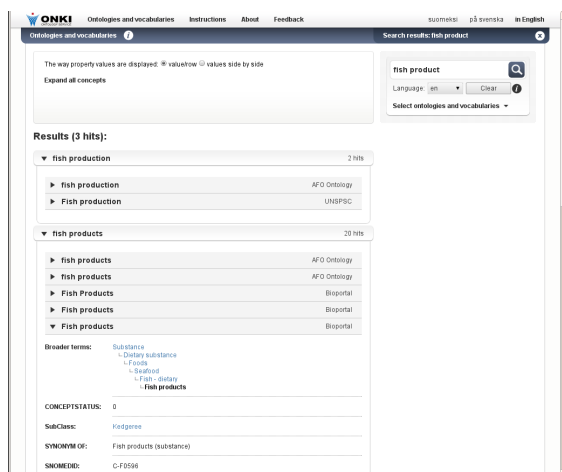 ONKI Ontologies and vocabularies Instructions About Feedback suomeksi på svenska in English
Ontologies and vocabularies i Search results: fish product x
The way property values are displayed: value/row values side by side
Expand all concepts
fish product
Language: en Clear i
Select ontologies and vocabularies
Results (3 hits):
fish production 2 hits
fish production AFO Ontology
Fish production UNSPSC
fish products 20 hits
fish products AFO Ontology
fish products AFO Ontology
Fish Products Bioportal
Fish products Bioportal
Fish products Bioportal
Broader terms: Substance
Dietary substance
Foods
Seafood
Fish - dietary
Fish products
CONCEPTSTATUS: 0
SubClass: Kedgeree
SYNONYM OF: Fish products (substance)
SNOMEDID: C-F0596